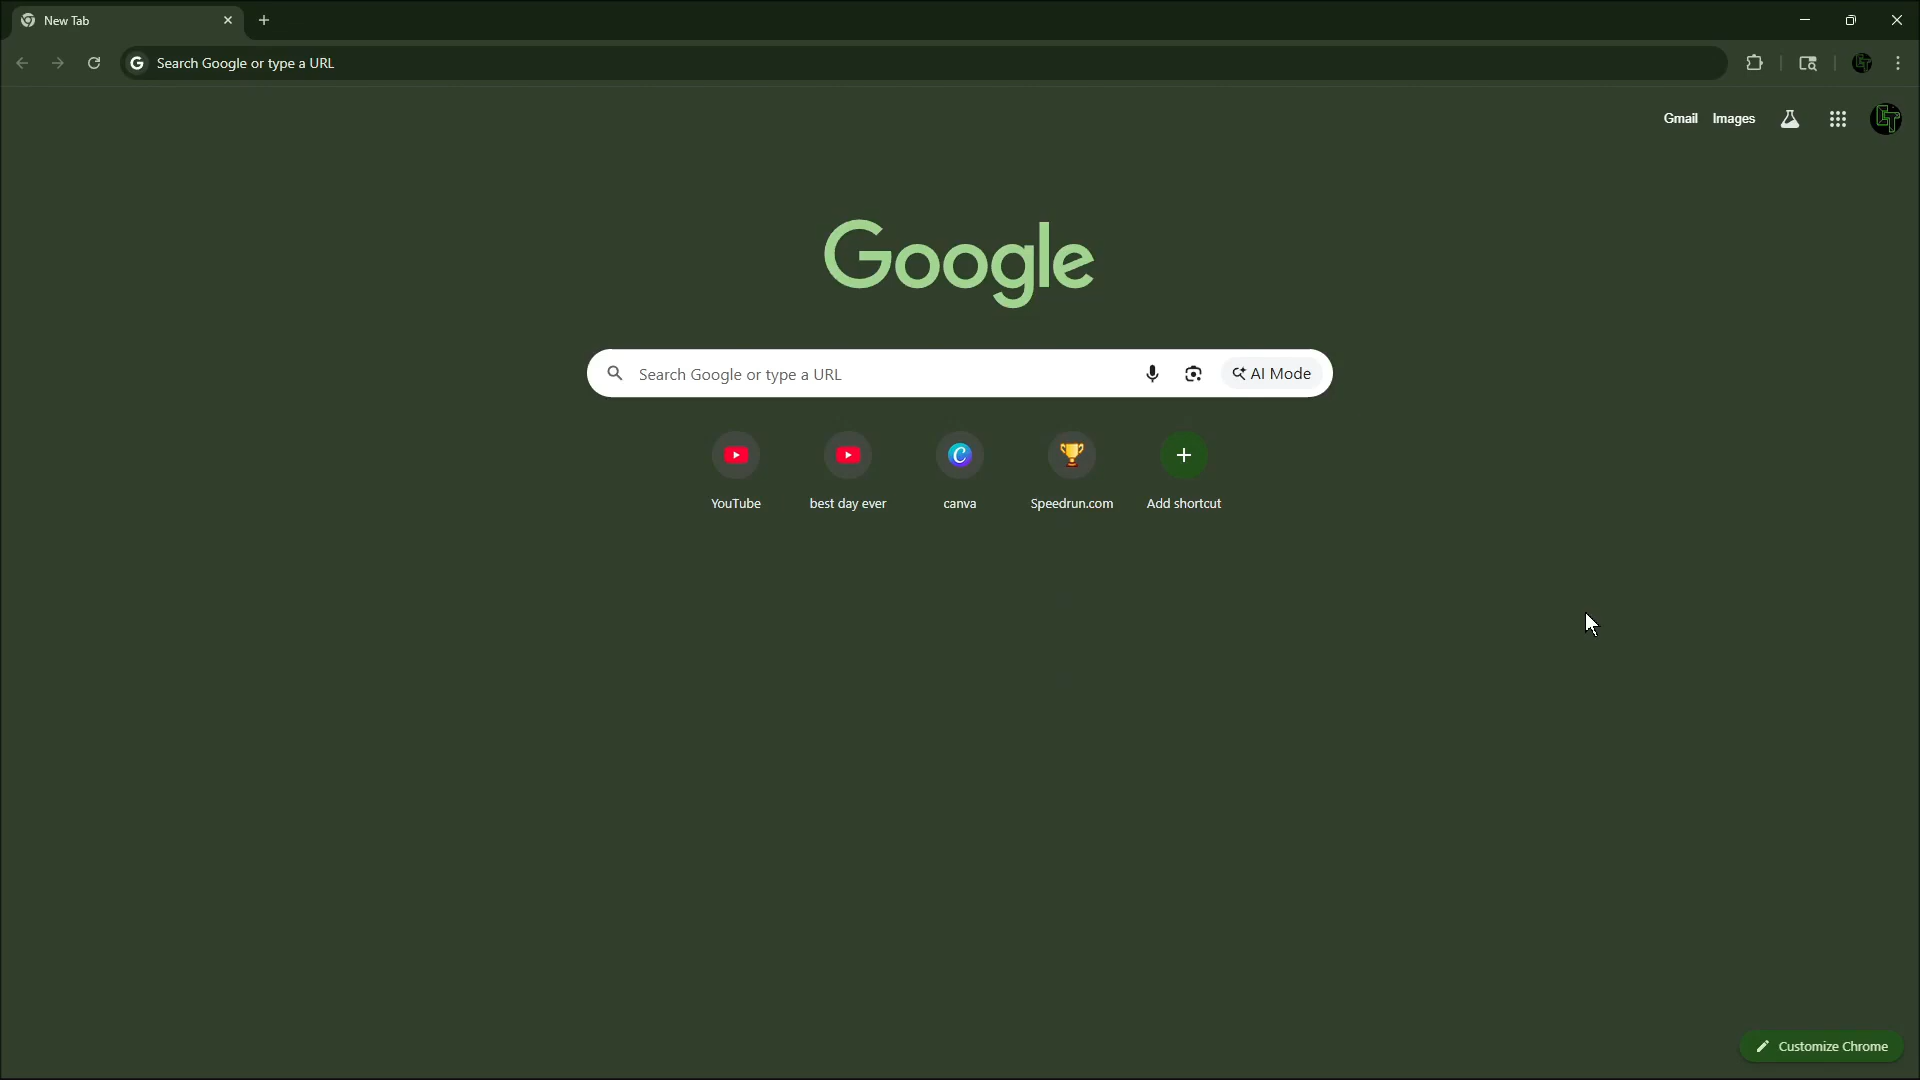 New Tab
Search Google or type a URL
Gmail Images
Google
Search Google or type a URL AI Mode
YouTube best day ever canva Speedrun.com Add shortcut
Customize Chrome